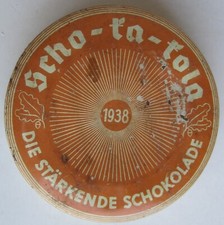 Scho-ka-kola
1938
DIE STÄRKENDE SCHOKOLADE